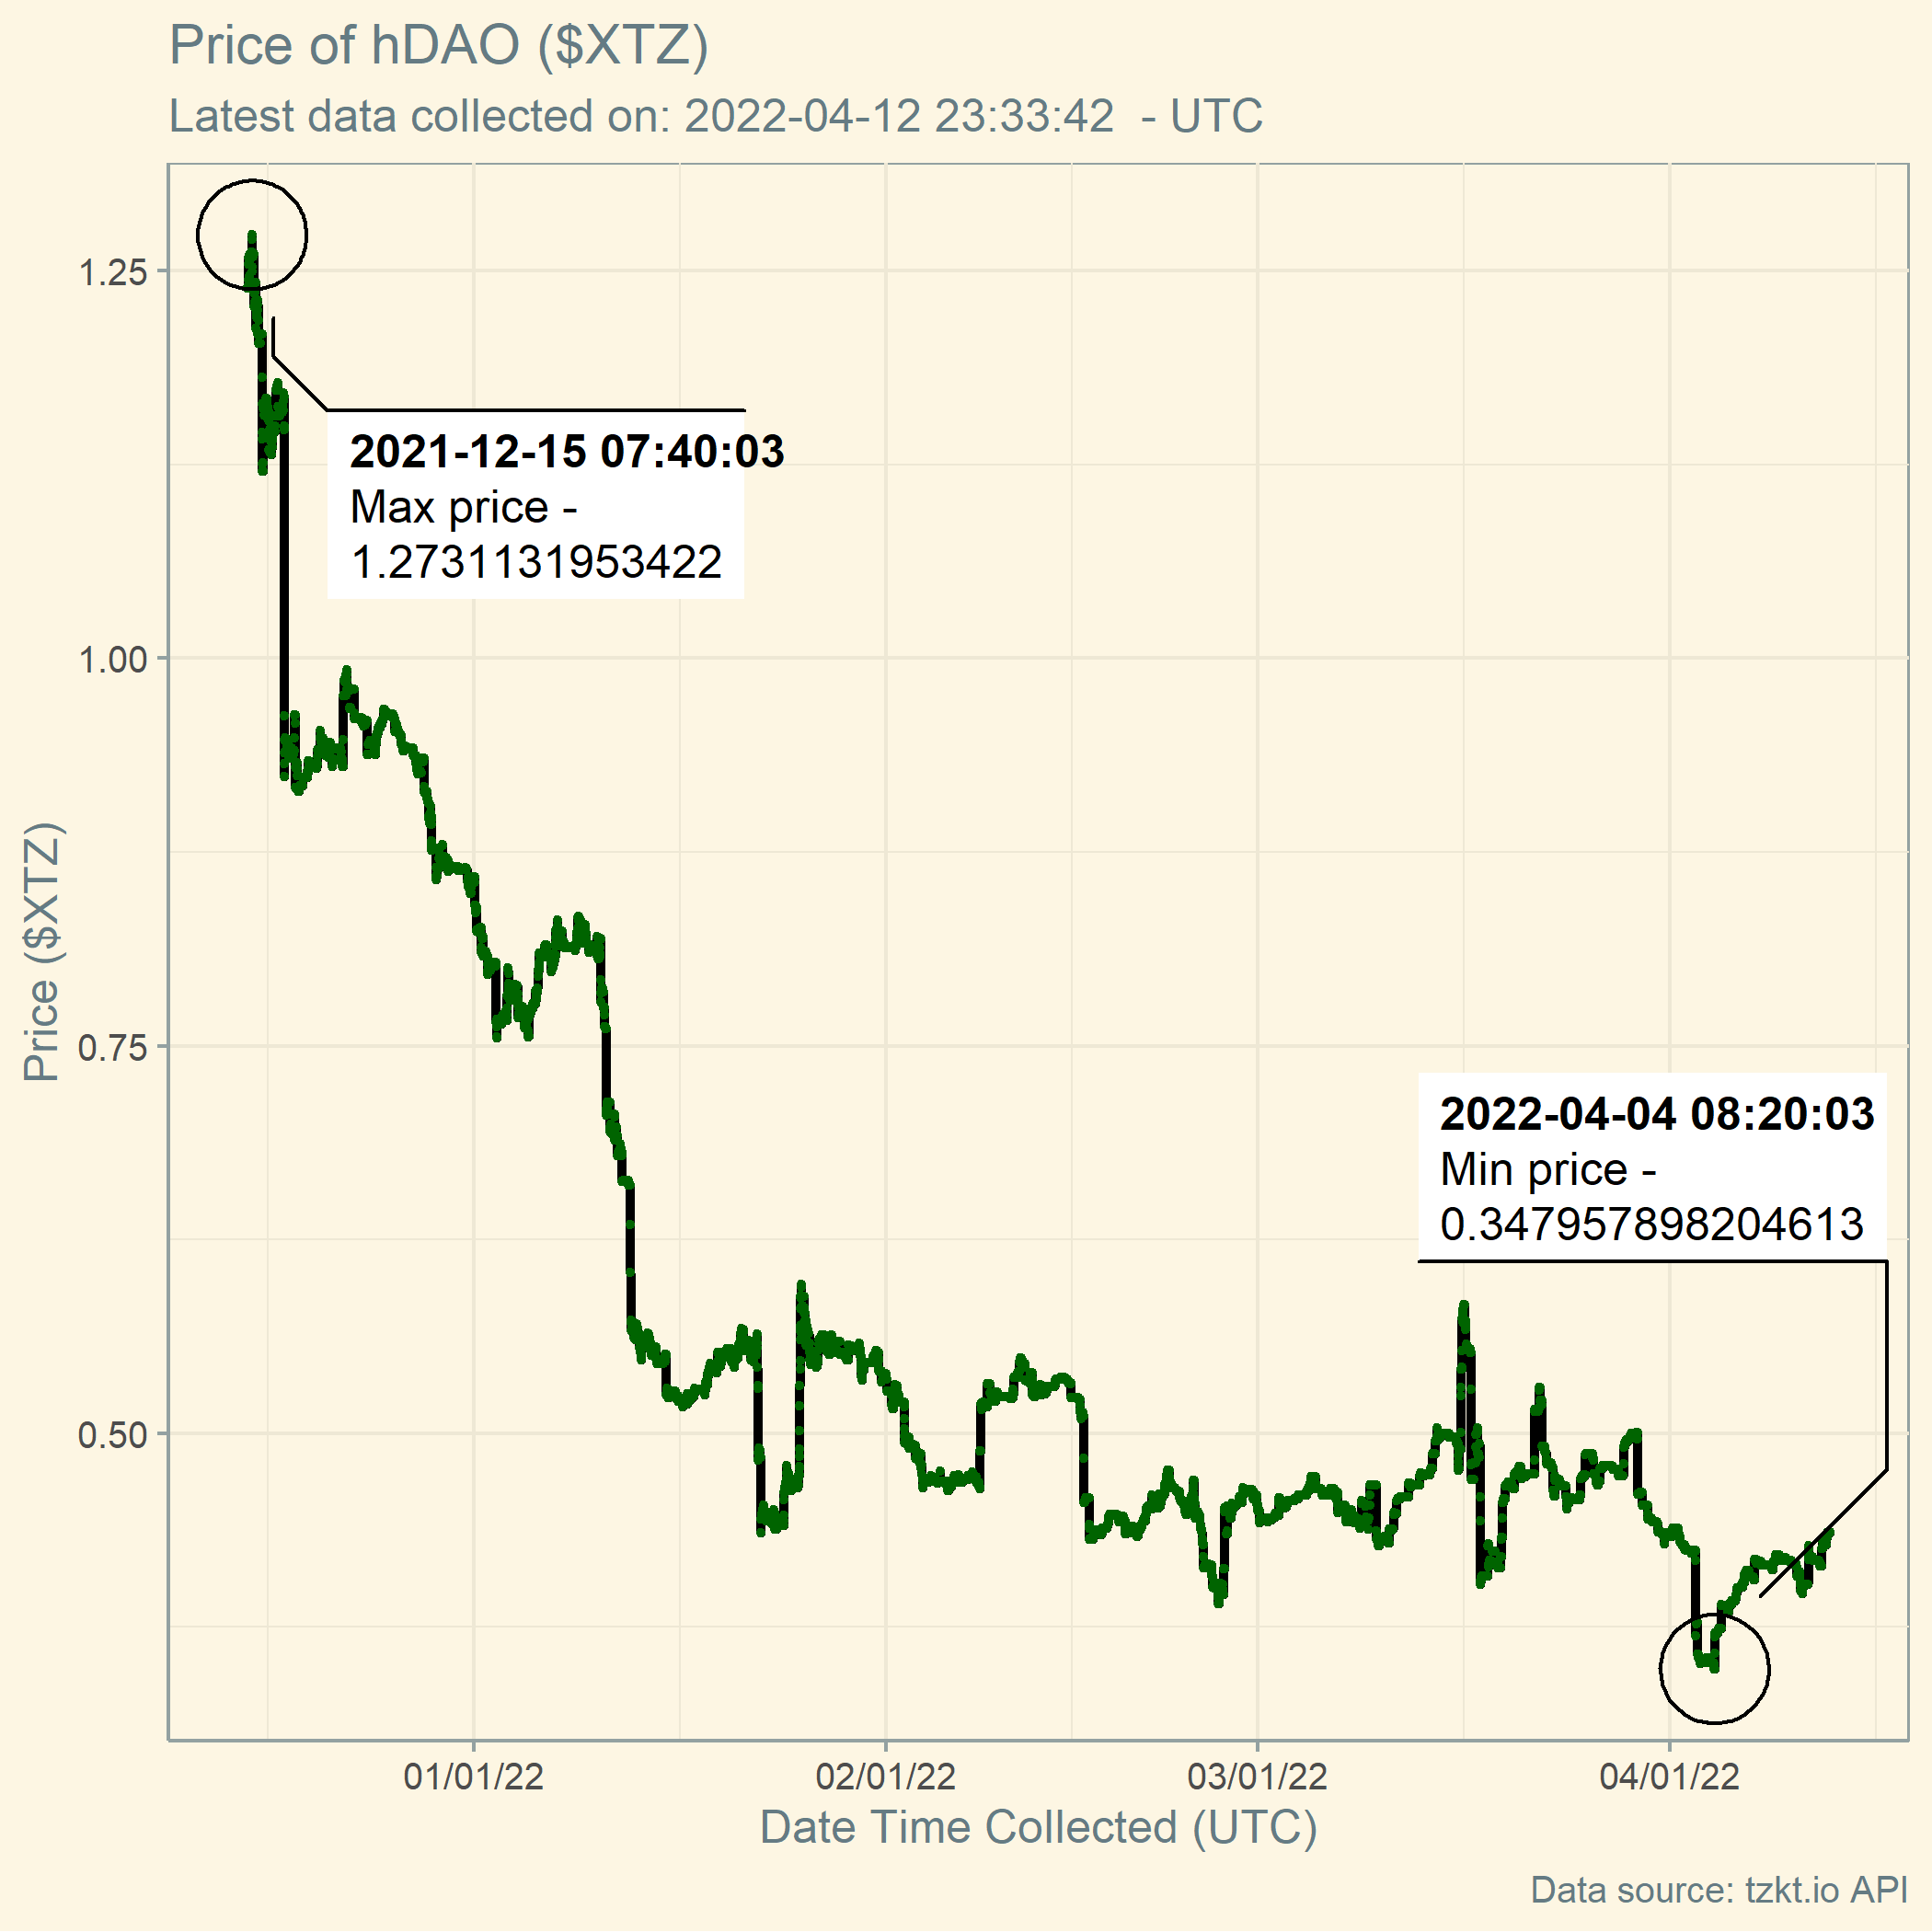 Price of hDAO ($XTZ)
Latest data collected on: 2022-04-12 23:33:42  - UTC
1.25
1.00
0.75
0.50
Price ($XTZ)
2021-12-15 07:40:03
Max price -
1.2731131953422
2022-04-04 08:20:03
Min price -
0.347957898204613
01/01/22
02/01/22
03/01/22
04/01/22
Date Time Collected (UTC)
Data source: tzkt.io API